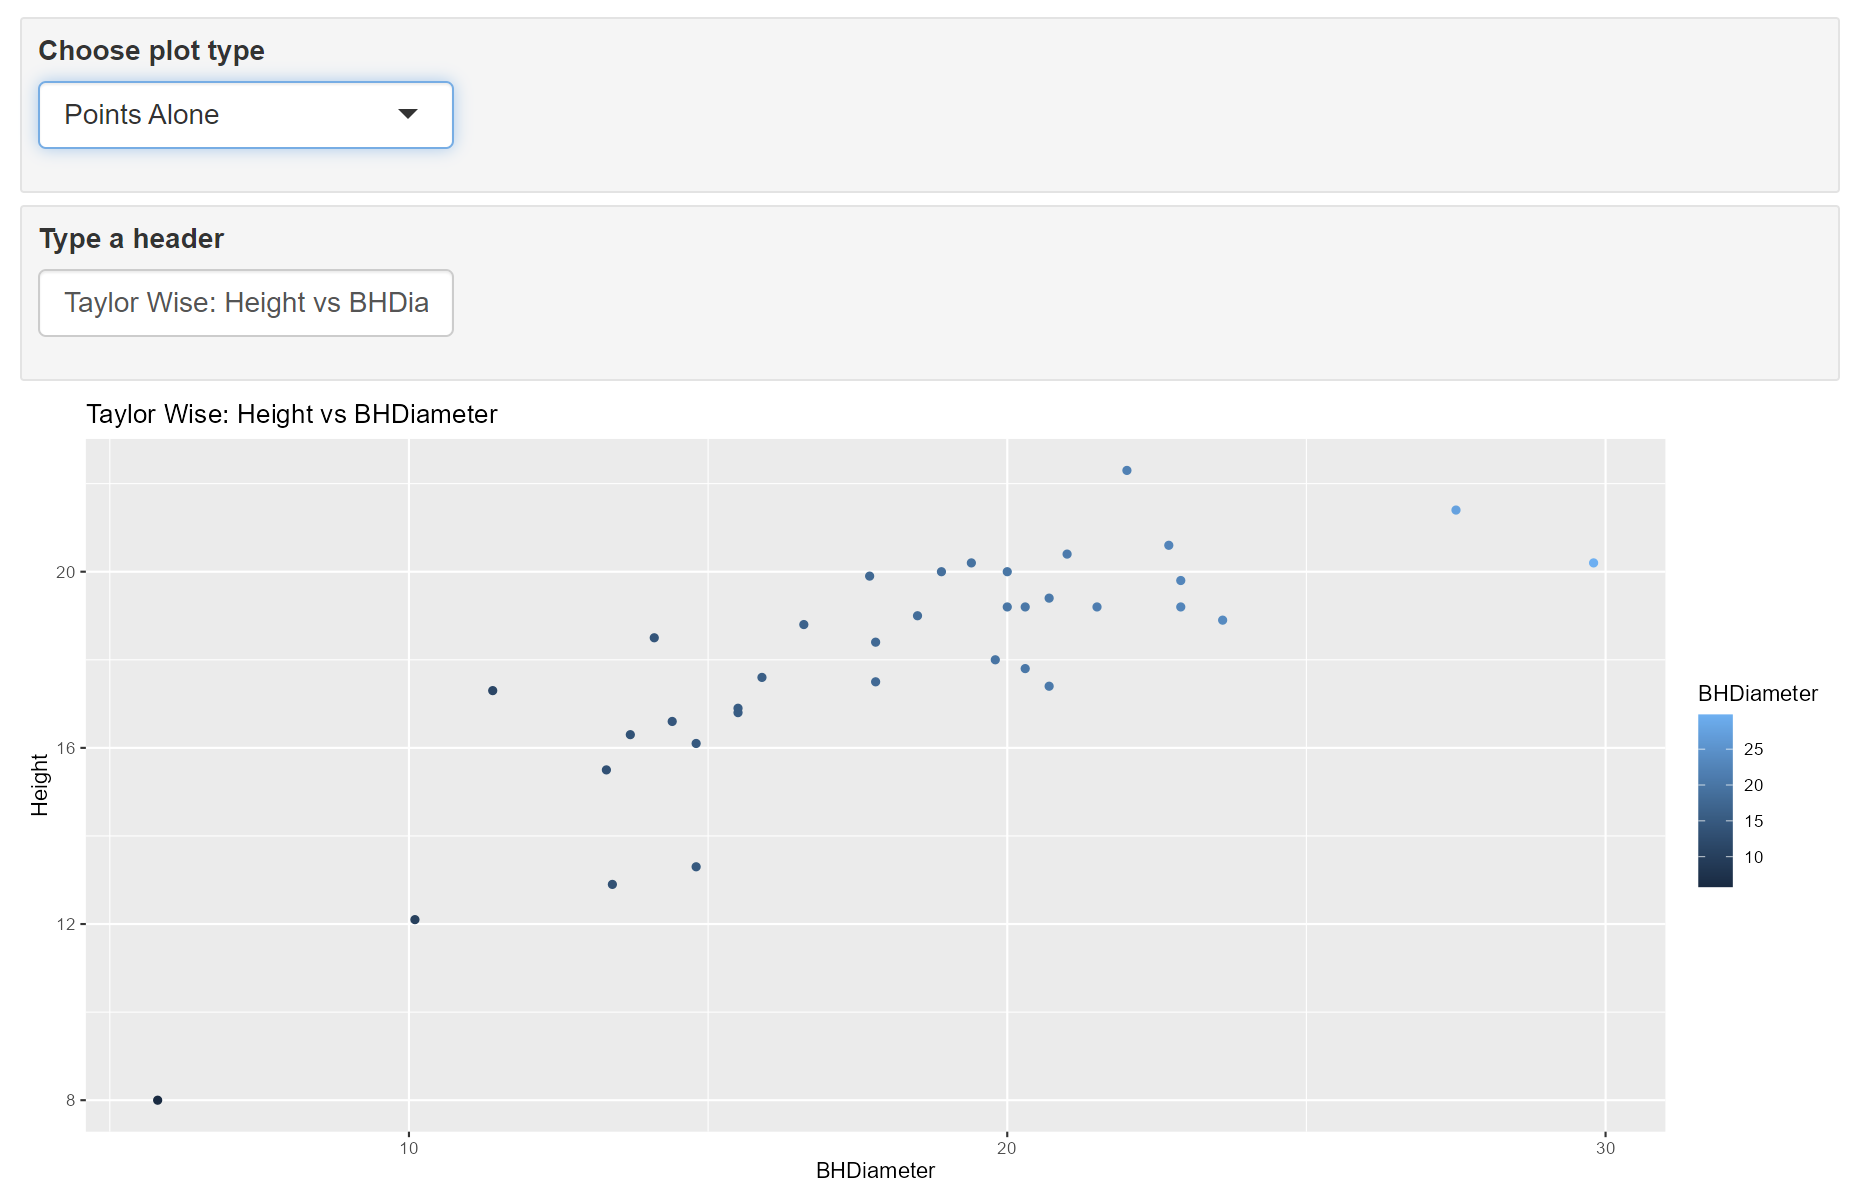 Choose plot type
Points Alone
Type a header
Taylor Wise: Height vs BHDia
Taylor Wise: Height vs BHDiameter
20
16
12
8
Height
10
20
30
BHDiameter
BHDiameter
25
20
15
10